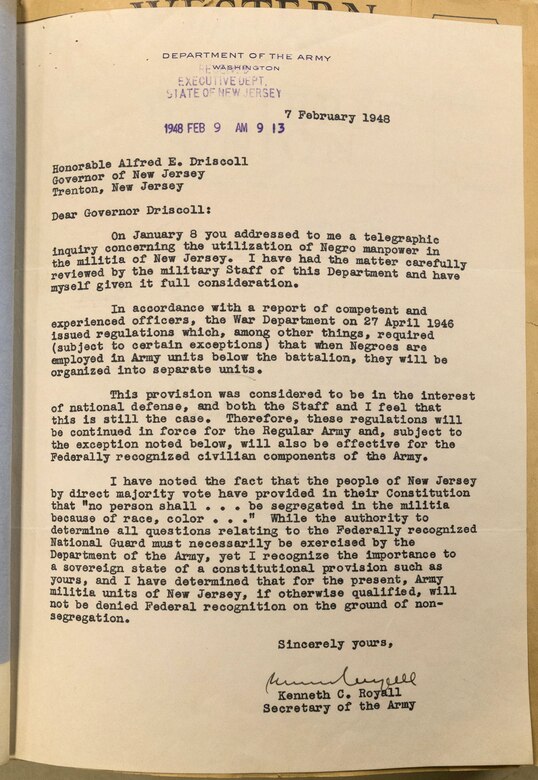 WESTERN
DEPARTMENT OF THE ARMY
WASHINGTON
EXECUTIVE DEPT.
STATE OF NEW JERSEY
1948 FEB 9 AM 9 13
7 February 1948
Honorable Alfred E. Driscoll
Governor of New Jersey
Trenton, New Jersey
Dear Governor Driscoll:
On January 8 you addressed to me a telegraphic
inquiry concerning the utilization of Negro manpower in
the militia of New Jersey. I have had the matter carefully
reviewed by the military Staff of this Department and have
myself given it full consideration.
In accordance with a report of competent and
experienced officers, the War Department on 27 April 1946
issued regulations which, among other things, required
(subject to certain exceptions) that when Negroes are
employed in Army units below the battalion, they will be
organized into separate units.
This provision was considered to be in the interest
of national defense, and both the Staff and I feel that
this is still the case. Therefore, these regulations will
be continued in force for the Regular Army and, subject to
the exception noted below, will also be effective for the
Federally recognized civilian components of the Army.
I have noted the fact that the people of New Jersey
by direct majority vote have provided in their Constitution
that "no person shall . . . be segregated in the militia
because of race, color . . ." While the authority to
determine all questions relating to the Federally recognized
National Guard must necessarily be exercised by the
Department of the Army, yet I recognize the importance to
a sovereign state of a constitutional provision such as
yours, and I have determined that for the present, Army
militia units of New Jersey, if otherwise qualified, will
not be denied Federal recognition on the ground of non-
segregation.
Sincerely yours,
Kenneth C. Royall
Secretary of the Army